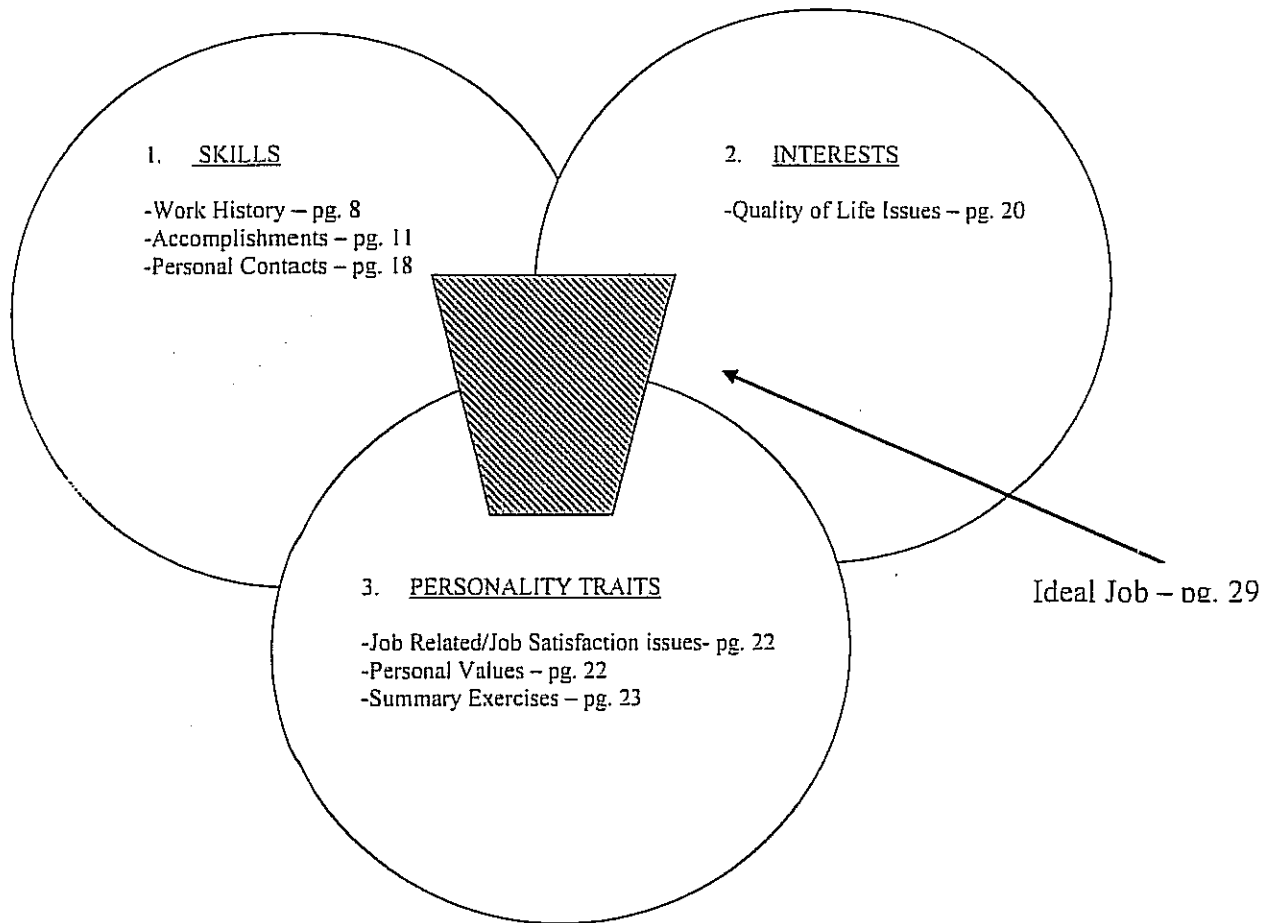 1. SKILLS
-Work History – pg. 8
-Accomplishments – pg. 11
-Personal Contacts – pg. 18
2. INTERESTS
-Quality of Life Issues – pg. 20
3. PERSONALITY TRAITS
-Job Related/Job Satisfaction issues- pg. 22
-Personal Values – pg. 22
-Summary Exercises – pg. 23
Ideal Job – pg. 29